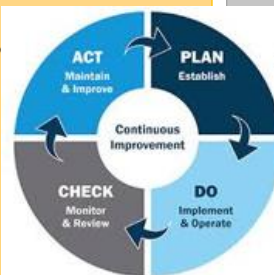 ACT
Maintain
& Improve
PLAN
Establish
Continuous
Improvement
CHECK
Monitor
& Review
DO
Implement
& Operate